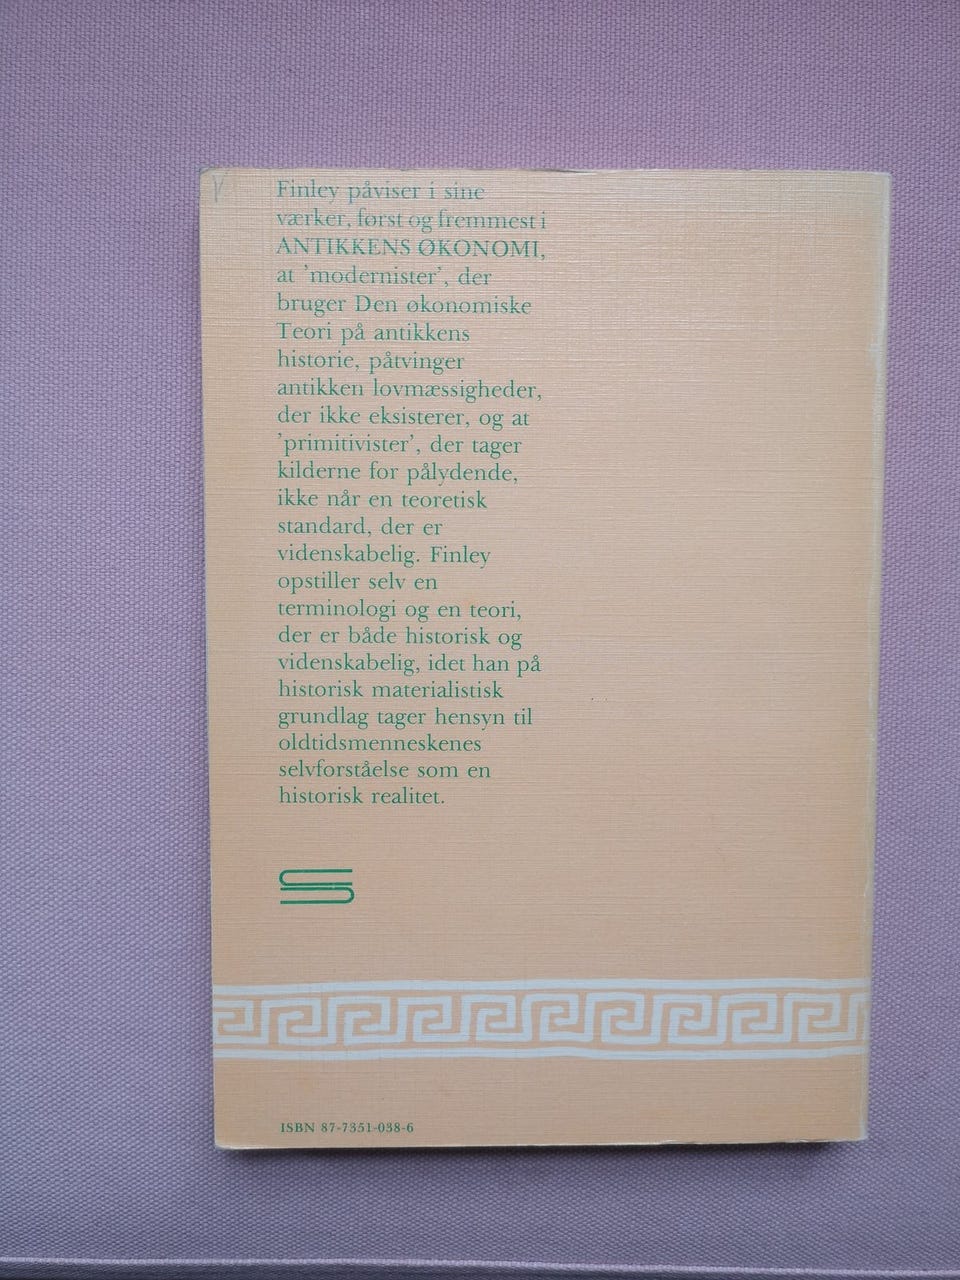 Finley påviser i sine
værker, først og fremmest i
ANTIKKENS ØKONOMI,
at 'modernister', der
bruger Den økonomiske
Teori på antikkens
historie, påtvinger
antikken lovmæssigheder,
der ikke eksisterer, og at
'primitivister', der tager
kilderne for pålydende,
ikke når en teoretisk
standard, der er
videnskabelig. Finley
opstiller selv en
terminologi og en teori,
der er både historisk og
videnskabelig, idet han på
historisk materialistisk
grundlag tager hensyn til
oldtidsmenneskenes
selvforståelse som en
historisk realitet.
ISBN 87-7351-038-6